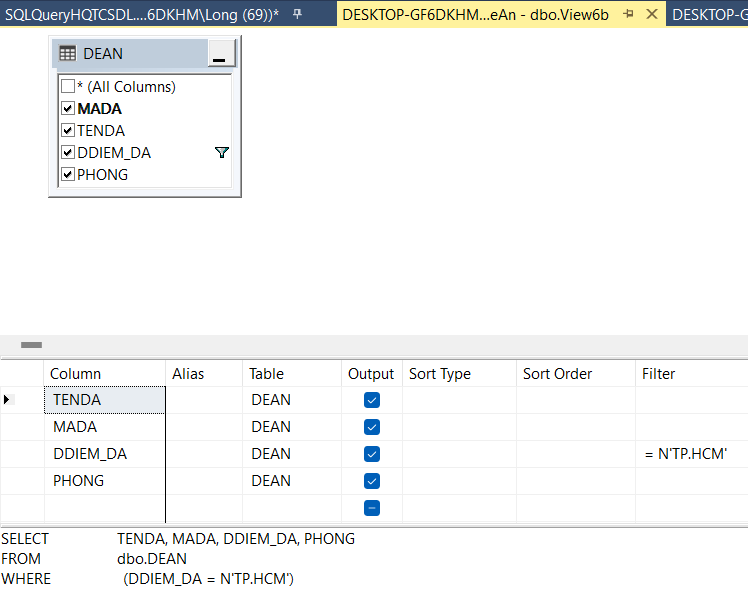 SQLQueryHQTCSDL....6DKHM\Long (69))* DESKTOP-GF6DKHM...eAn - dbo.View6b DESKTOP-G
DEAN
* (All Columns)
MADA
TENDA
DDIEM_DA
PHONG
Column Alias Table Output Sort Type Sort Order Filter
TENDA DEAN
MADA DEAN
DDIEM_DA DEAN = N'TP.HCM'
PHONG DEAN
SELECT TENDA, MADA, DDIEM_DA, PHONG
FROM dbo.DEAN
WHERE (DDIEM_DA = N'TP.HCM')